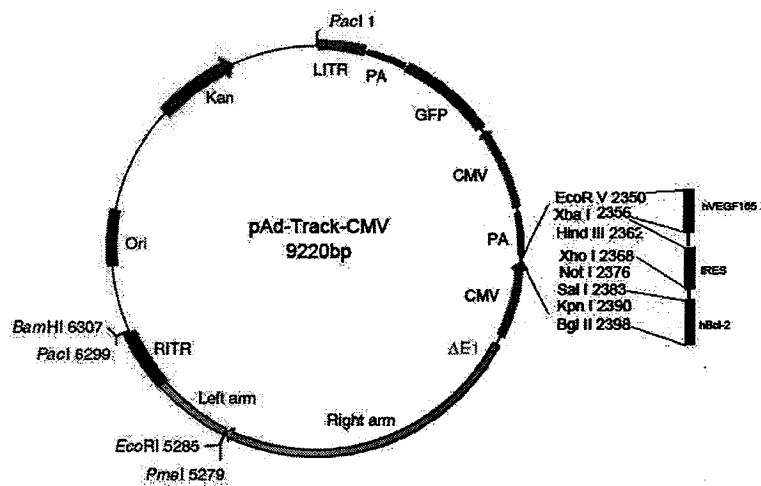 PacI 1
LITR
PA
GFP
CMV
PA
CMV
ΔE1
Right arm
Left arm
RITR
Ori
Kan
pAd-Track-CMV
9220bp
EcoR V 2350
Xba I 2356
Hind III 2362
Xho I 2368
Not I 2376
Sal I 2383
Kpn I 2390
Bgl II 2398
hVEGF165
IRES
hBcl-2
BamHI 6307
PacI 6299
EcoRI 5285
PmeI 5279